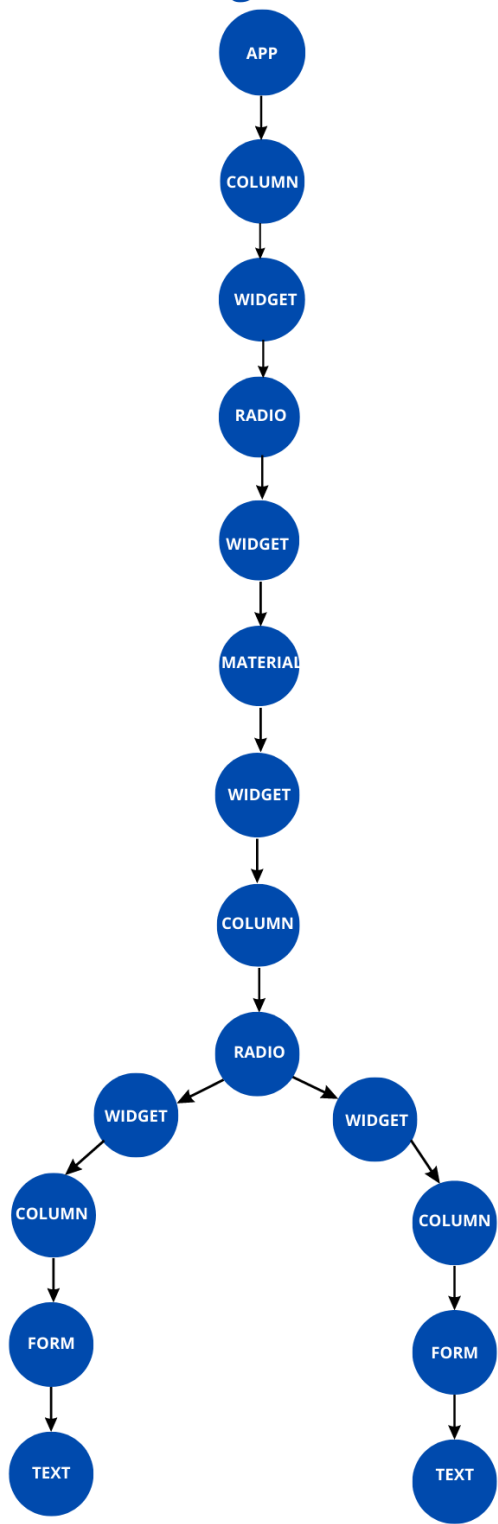 APP
COLUMN
WIDGET
RADIO
WIDGET
MATERIAL
WIDGET
COLUMN
RADIO
WIDGET
WIDGET
COLUMN
COLUMN
FORM
FORM
TEXT
TEXT